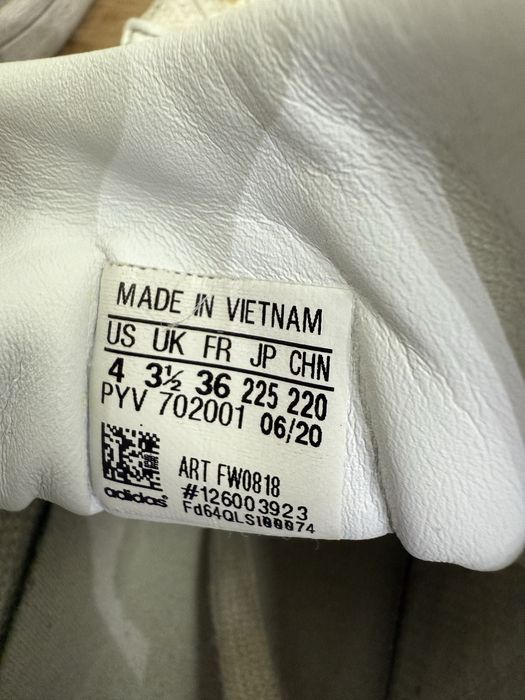 MADE IN VIETNAM
US UK FR JP CHN
4 3½ 36 225 220
PYV 702001 06/20
ART FW0818
#126003923
adidas
Fd64QLS100074